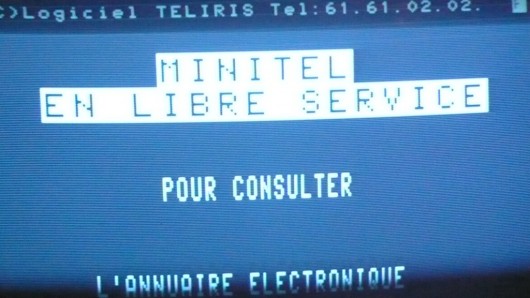 C)Logiciel TELIRIS Tel:61.61.02.02.
MINITEL
EN LIBRE SERVICE
POUR CONSULTER
L'ANNUAIRE ELECTRONIQUE